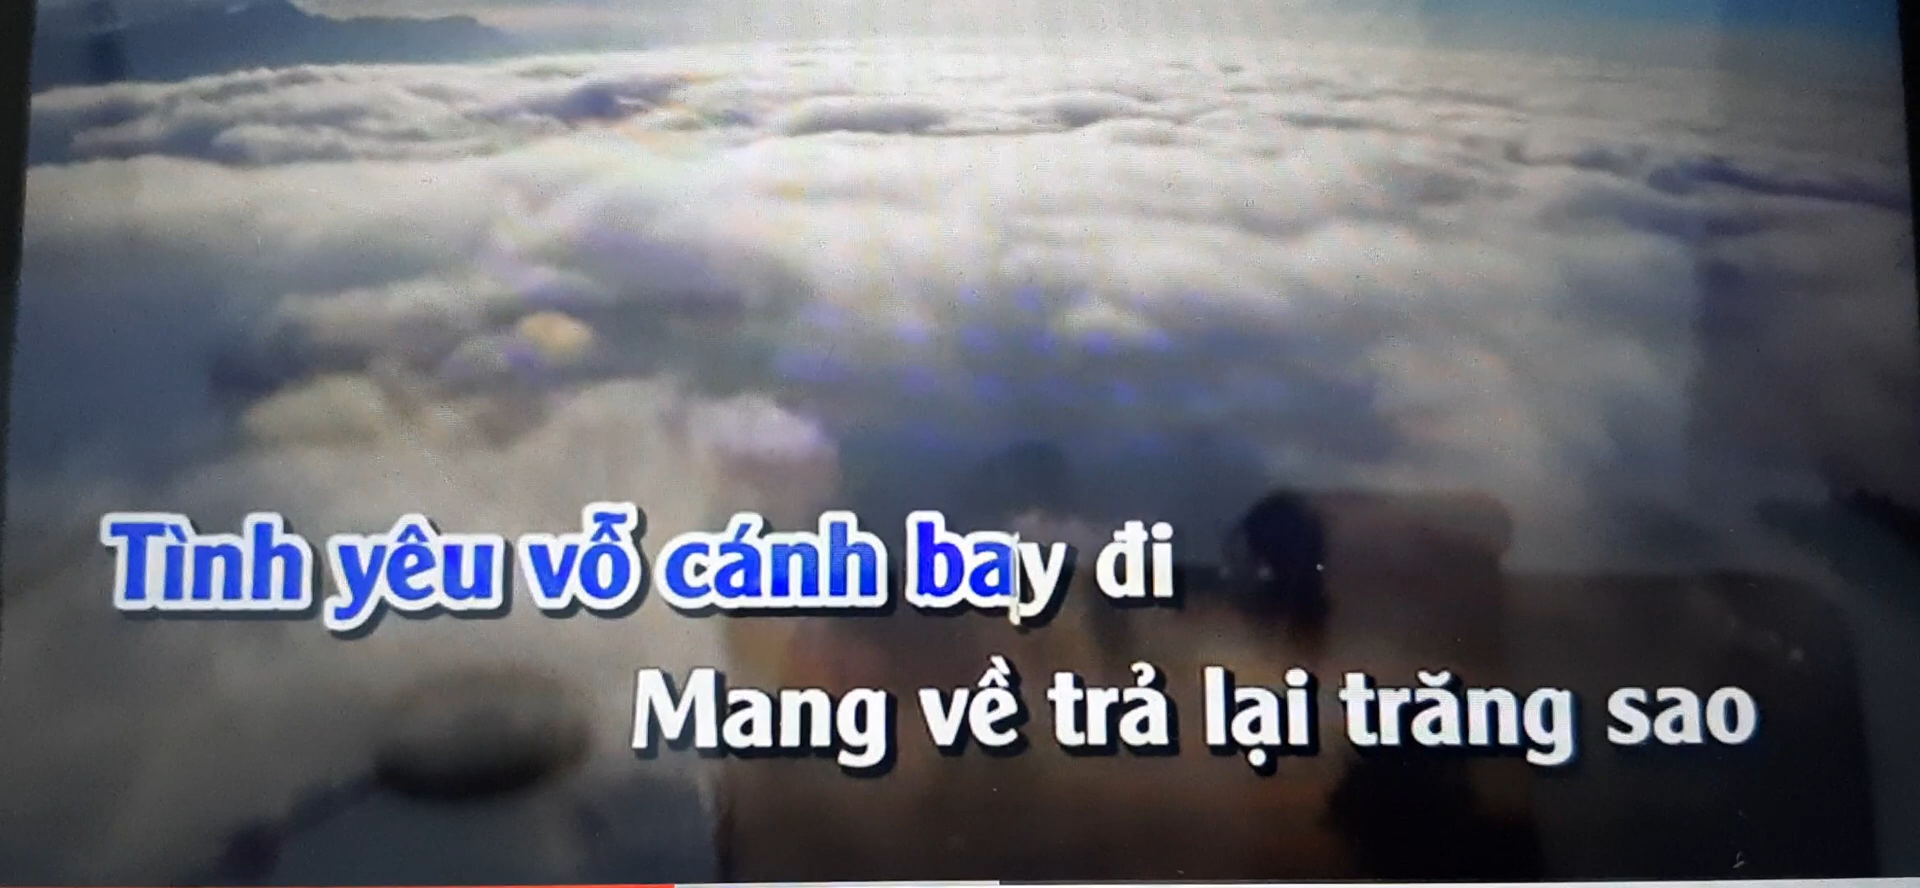 Tình yêu vỗ cánh bay đi
Mang về trả lại trăng sao